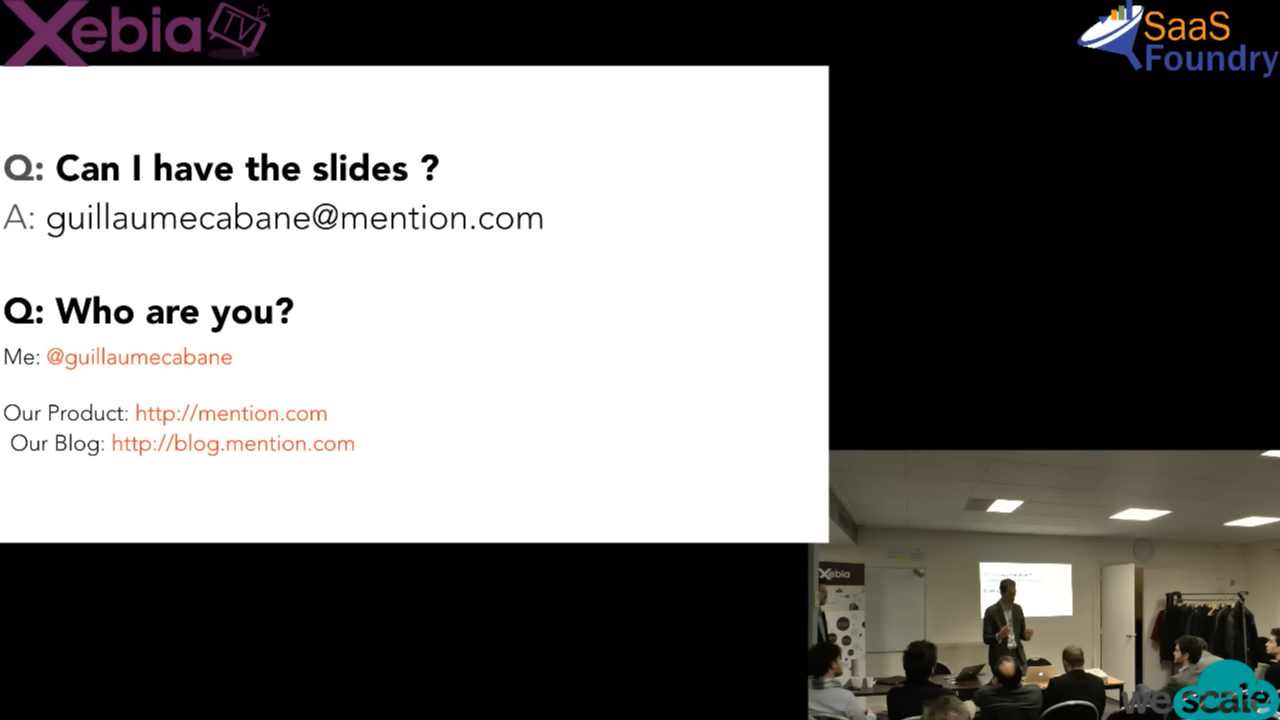 Xebia TV
SaaS
Foundry
Q: Can I have the slides ?
A: guillaumecabane@mention.com
Q: Who are you?
Me: @guillaumecabane
Our Product: http://mention.com
Our Blog: http://blog.mention.com
Xebia
we scale